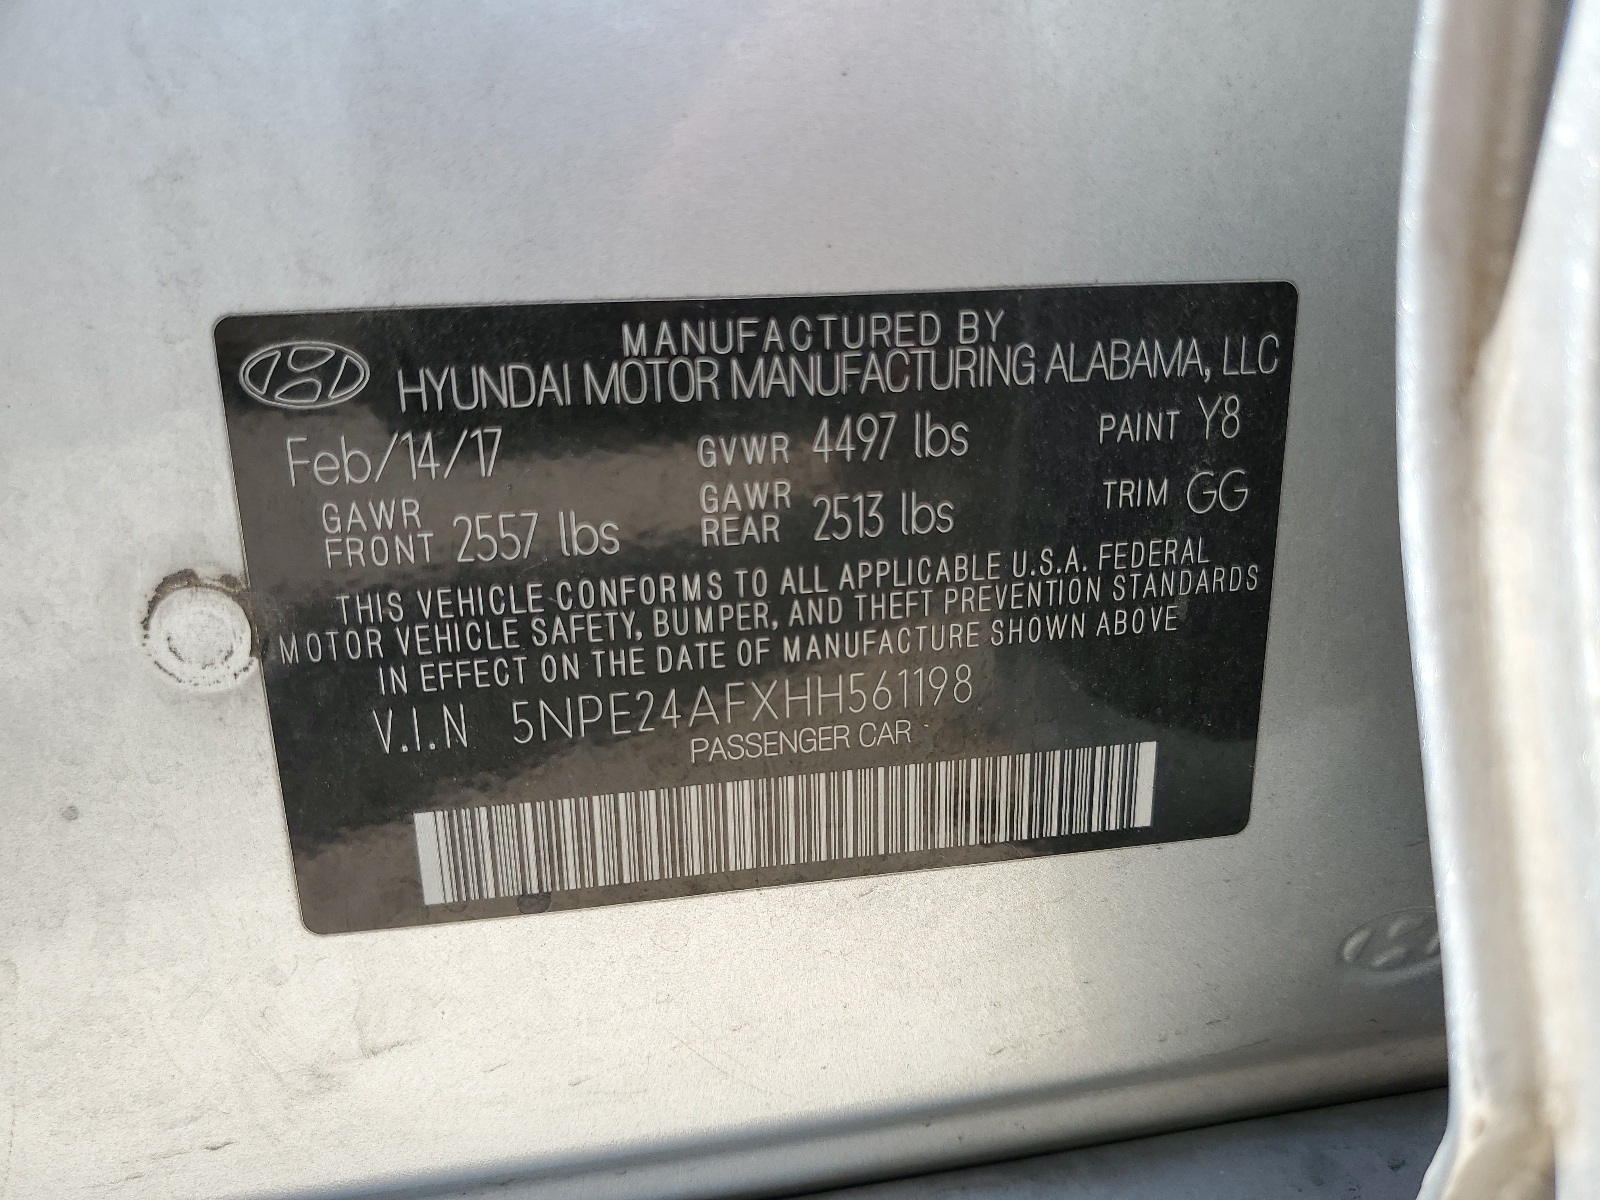 MANUFACTURED BY
HYUNDAI MOTOR MANUFACTURING ALABAMA, LLC
Feb/14/17 GVWR 4497 lbs PAINT Y8
GAWR FRONT 2557 lbs GAWR REAR 2513 lbs TRIM GG
THIS VEHICLE CONFORMS TO ALL APPLICABLE U.S.A. FEDERAL
MOTOR VEHICLE SAFETY, BUMPER, AND THEFT PREVENTION STANDARDS
IN EFFECT ON THE DATE OF MANUFACTURE SHOWN ABOVE
V.I.N 5NPE24AFXHH561198
PASSENGER CAR